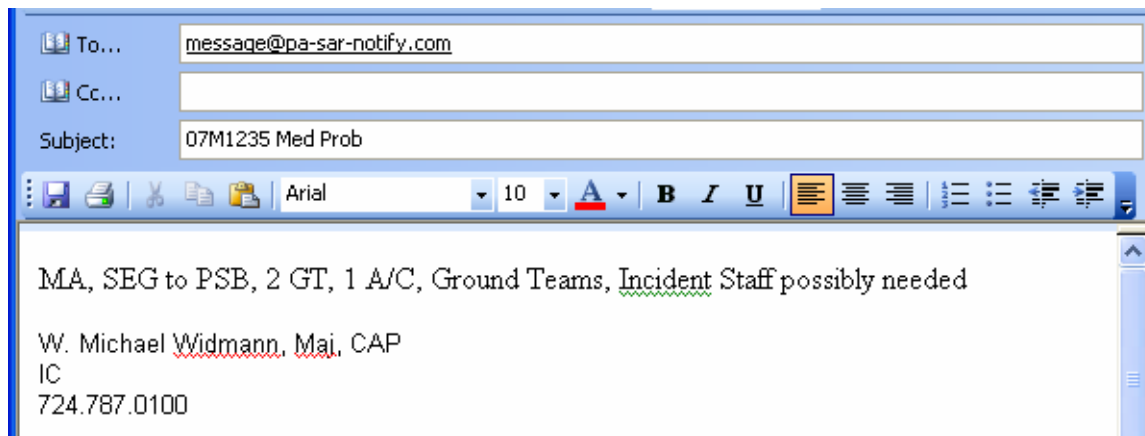 To... message@pa-sar-notify.com
Cc...
Subject: 07M1235 Med Prob
Arial 10 A B I U
MA, SEG to PSB, 2 GT, 1 A/C, Ground Teams, Incident Staff possibly needed
W. Michael Widmann, Maj, CAP
IC
724.787.0100